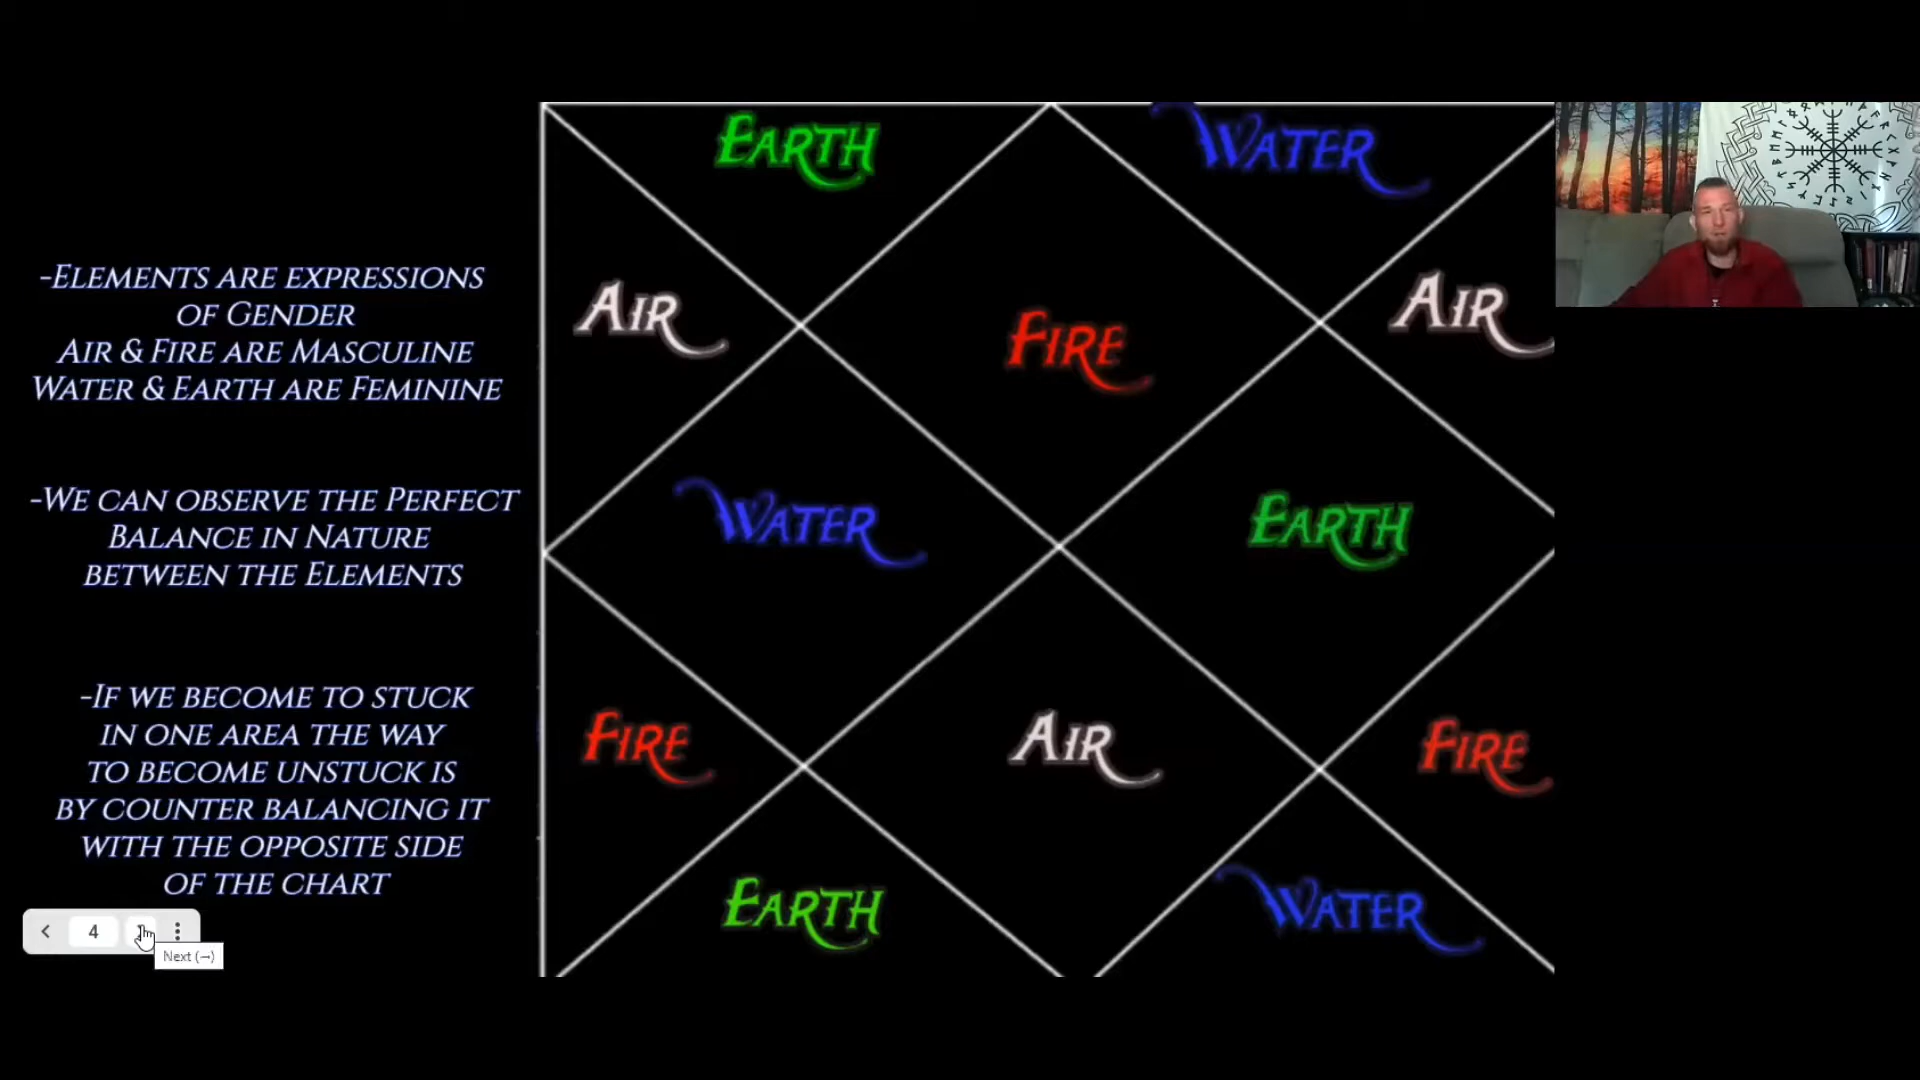 -Elements are expressions
of Gender
Air & Fire are Masculine
Water & Earth are Feminine
-We can observe the Perfect
Balance in Nature
between the Elements
-If we become to stuck
in one area the way
to become unstuck is
by counter balancing it
with the opposite side
of the chart
4
Next (→)
Earth
Water
Air
Fire
Air
Water
Earth
Fire
Air
Fire
Earth
Water